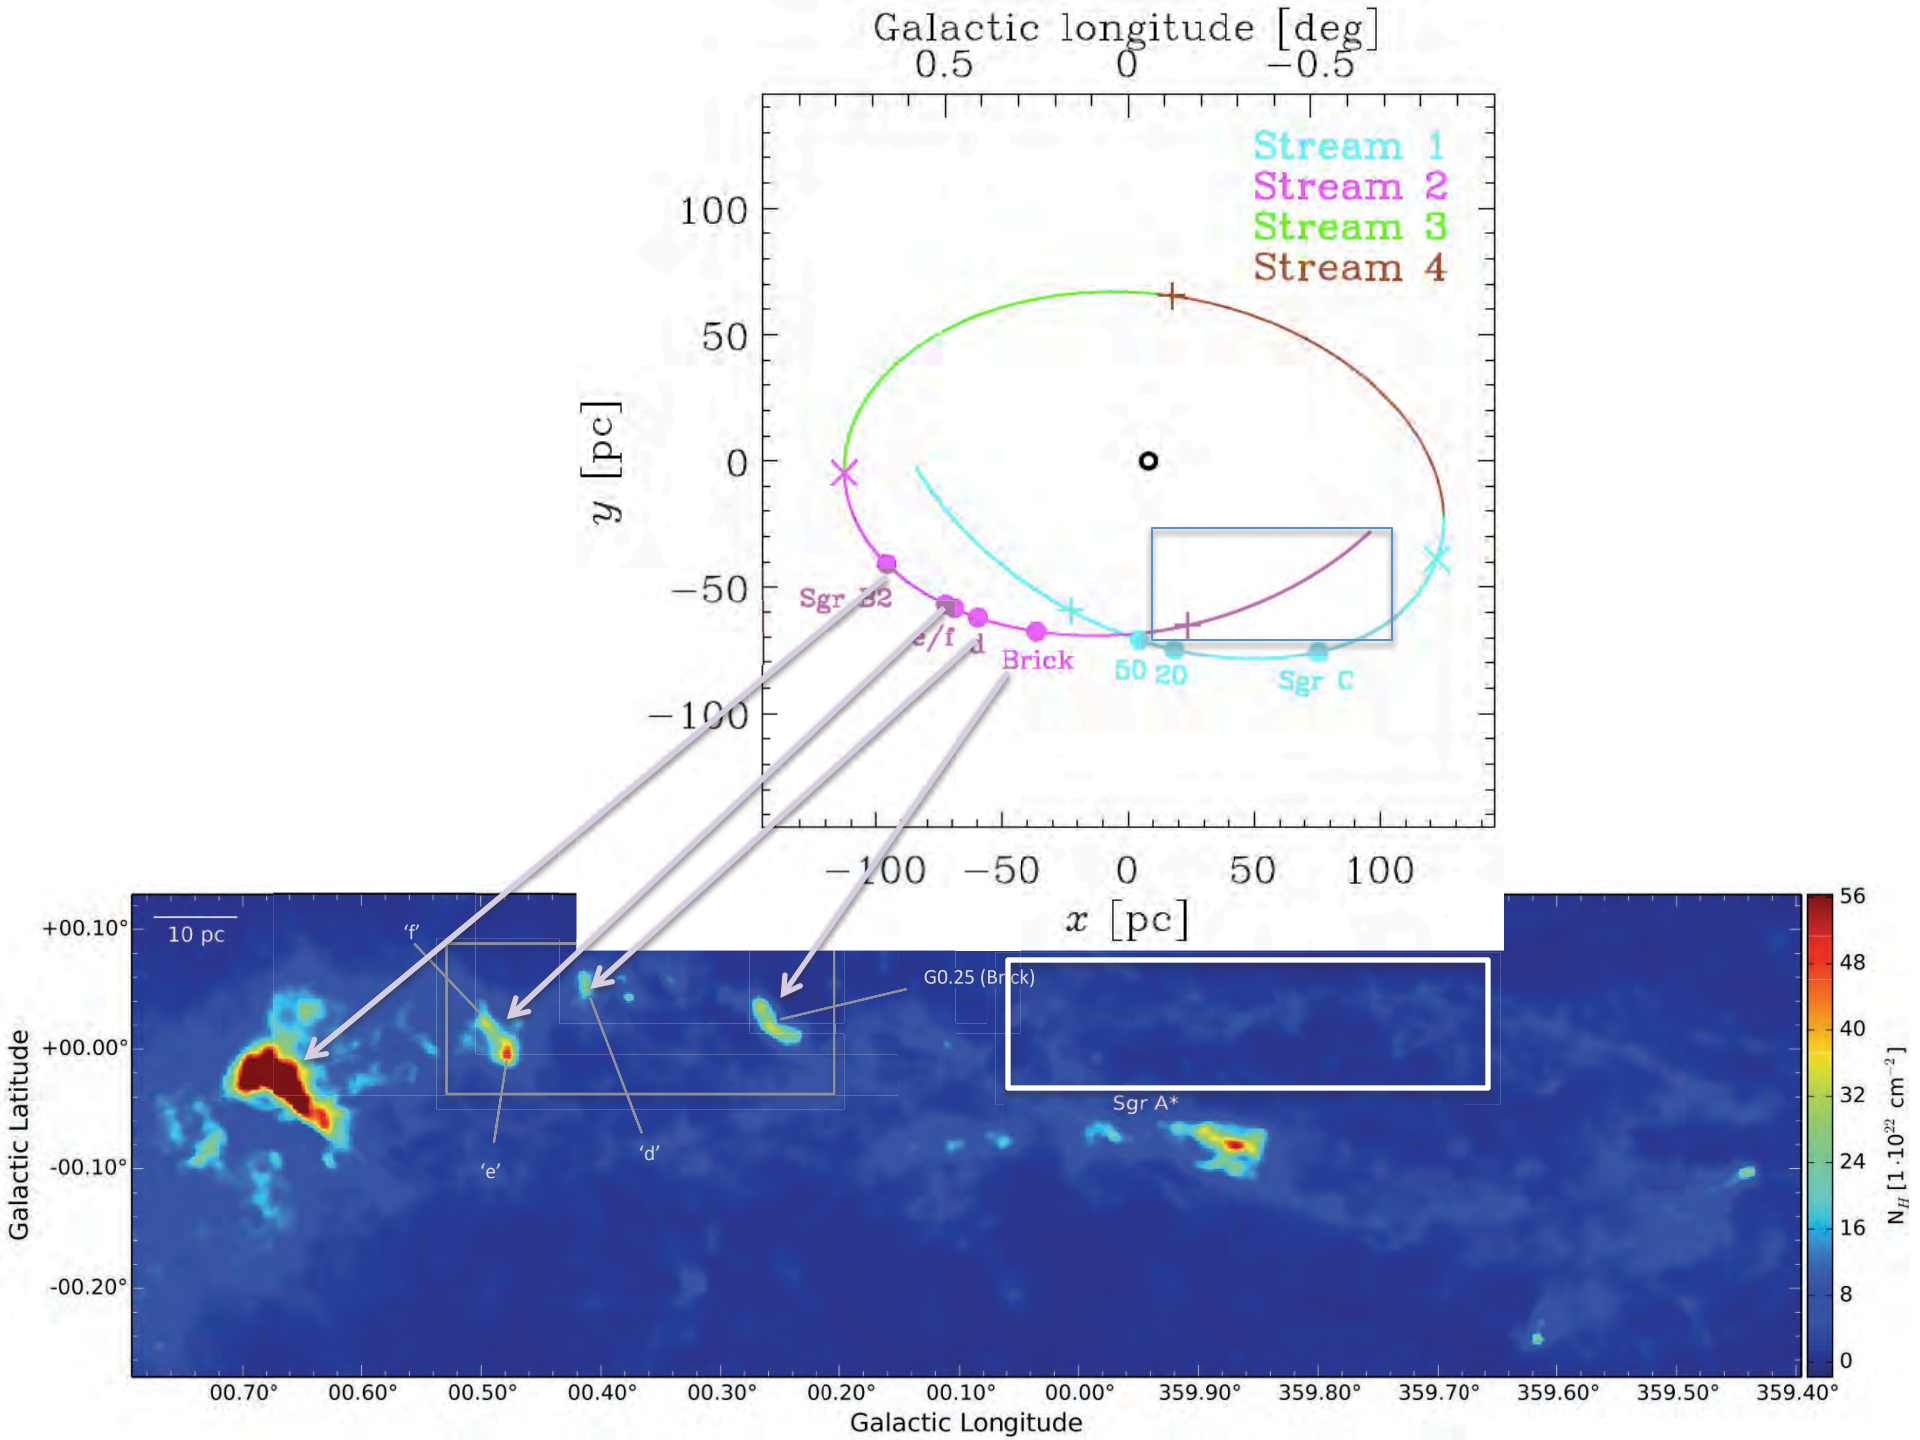 Galactic longitude [deg]
0.5 0 −0.5
Stream 1
Stream 2
Stream 3
Stream 4
100
50
0
−50
−100
y [pc]
Sgr B2
e/f d
Brick
50 20
Sgr C
−100 −50 0 50 100
x [pc]
+00.10°
+00.00°
-00.10°
-00.20°
Galactic Latitude
10 pc
'f'
G0.25 (Brick)
Sgr A*
'e'
'd'
00.70° 00.60° 00.50° 00.40° 00.30° 00.20° 00.10° 00.00° 359.90° 359.80° 359.70° 359.60° 359.50° 359.40°
Galactic Longitude
56
48
40
32
24
16
8
0
N_H [1·10^22 cm^−2]